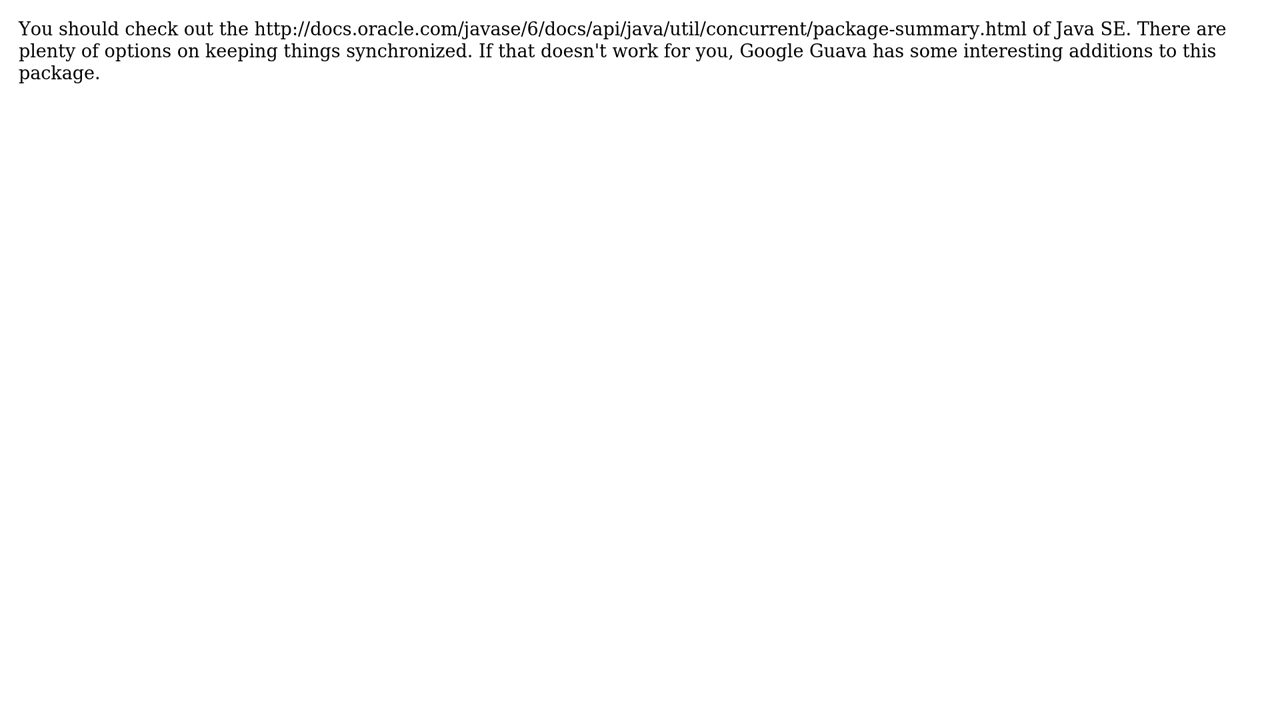 You should check out the http://docs.oracle.com/javase/6/docs/api/java/util/concurrent/package-summary.html of Java SE. There are
plenty of options on keeping things synchronized. If that doesn't work for you, Google Guava has some interesting additions to this
package.